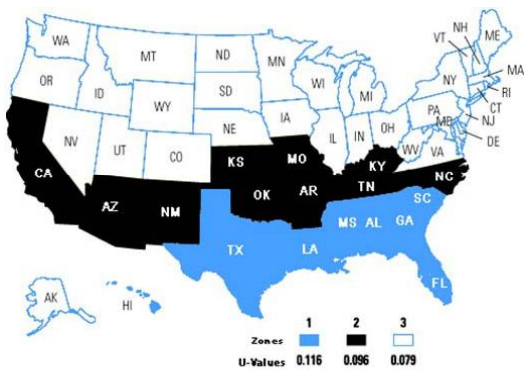 NH
VT
ME
WA
MT
ND
MN
MA
OR
ID
SD
WI
MI
NY
RI
WY
CT
IA
PA
NJ
NE
MD
OH
IL
IN
DE
NV
UT
CO
WV
VA
KS
MO
KY
CA
NC
TN
OK
AR
AZ
NM
SC
MS
AL
GA
TX
LA
FL
AK
HI
1 2 3
Zones
U-Values 0.116 0.096 0.079